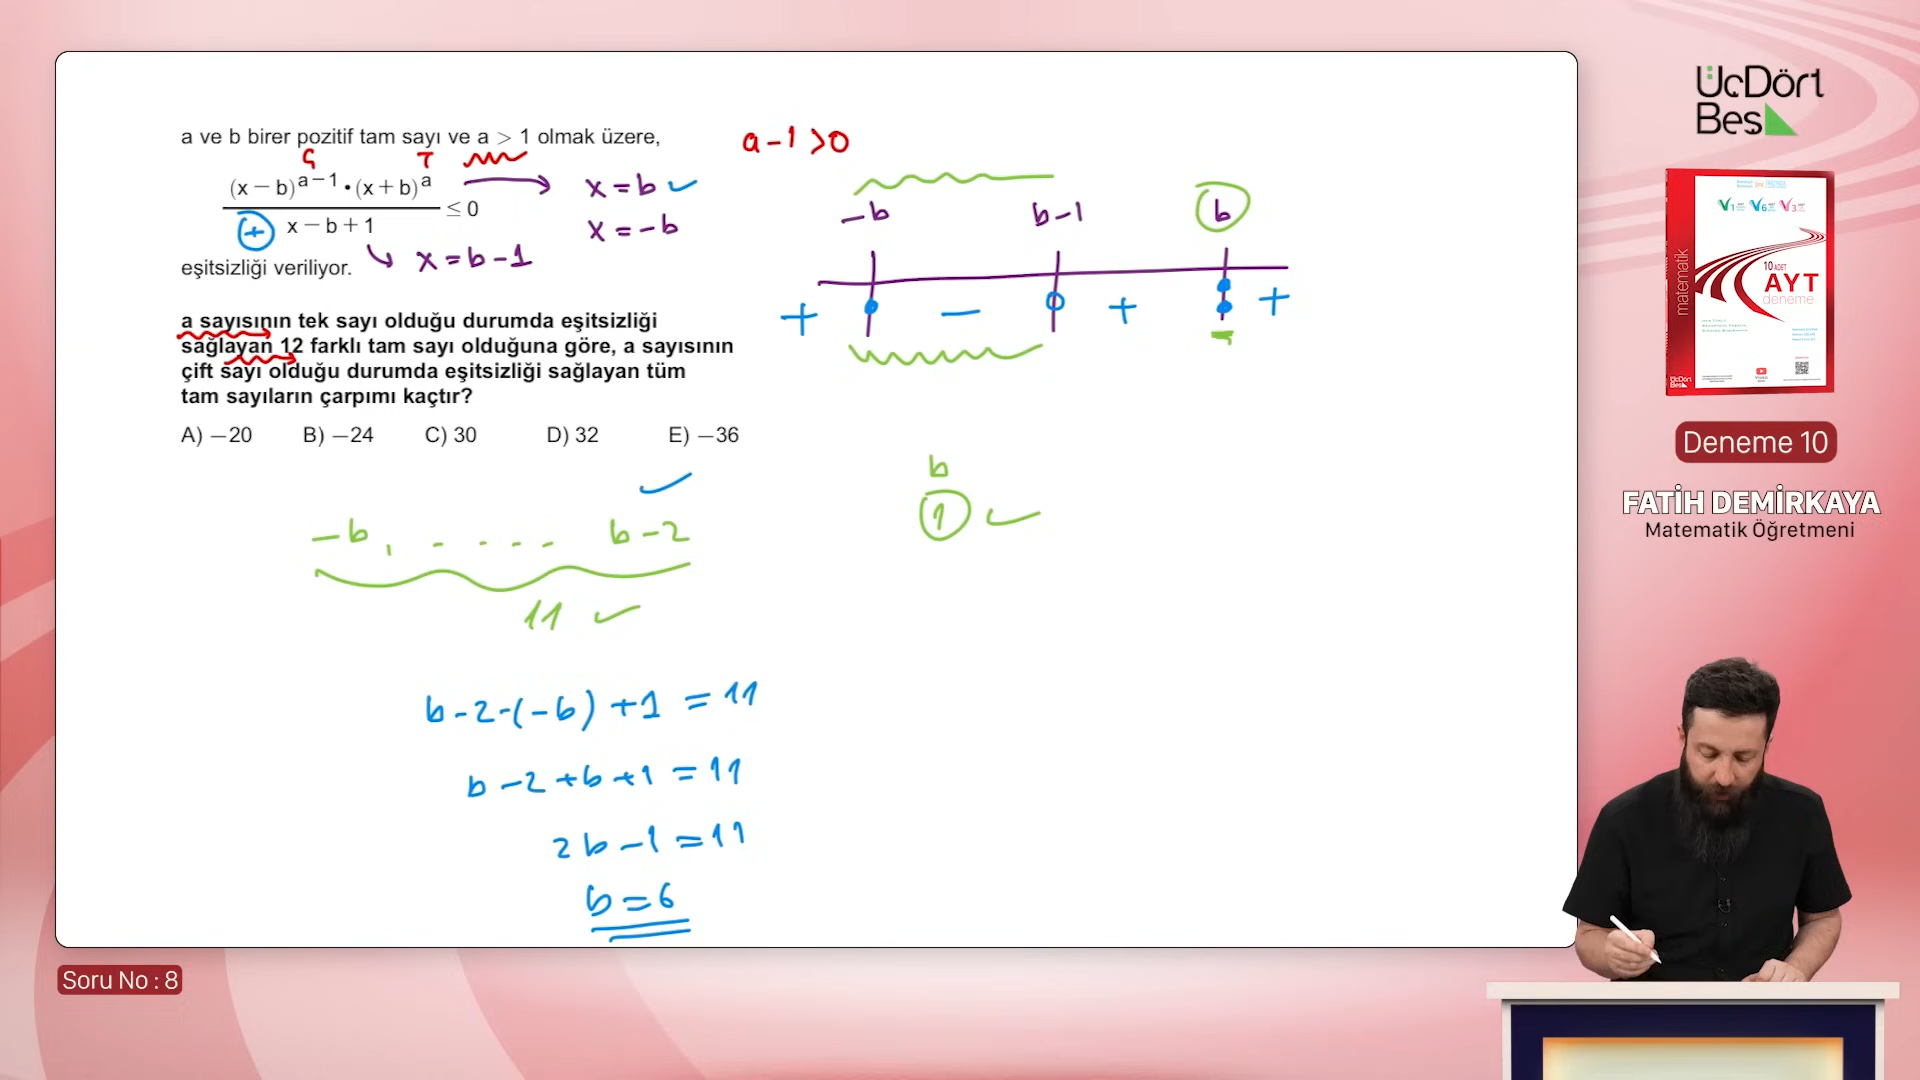 a ve b birer pozitif tam sayı ve a > 1 olmak üzere,
a-1>0
Ç T
(x – b)^{a – 1} • (x + b)^{a}
≤ 0
x – b + 1
+
x = b ✓
x = -b
x = b-1
eşitsizliği veriliyor.
-b b-1 b
+ - + +
a sayısının tek sayı olduğu durumda eşitsizliği
sağlayan 12 farklı tam sayı olduğuna göre, a sayısının
çift sayı olduğu durumda eşitsizliği sağlayan tüm
tam sayıların çarpımı kaçtır?
A) –20 B) –24 C) 30 D) 32 E) –36
-b, . . . . b-2
11 ✓
b
1 ✓
b-2-(-b)+1 = 11
b-2+b+1 = 11
2b-1=11
b=6
ÜçDört
Beş
matematik
10 ADET
AYT
deneme
ÜçDört
Beş
Deneme 10
FATİH DEMİRKAYA
Matematik Öğretmeni
Soru No : 8